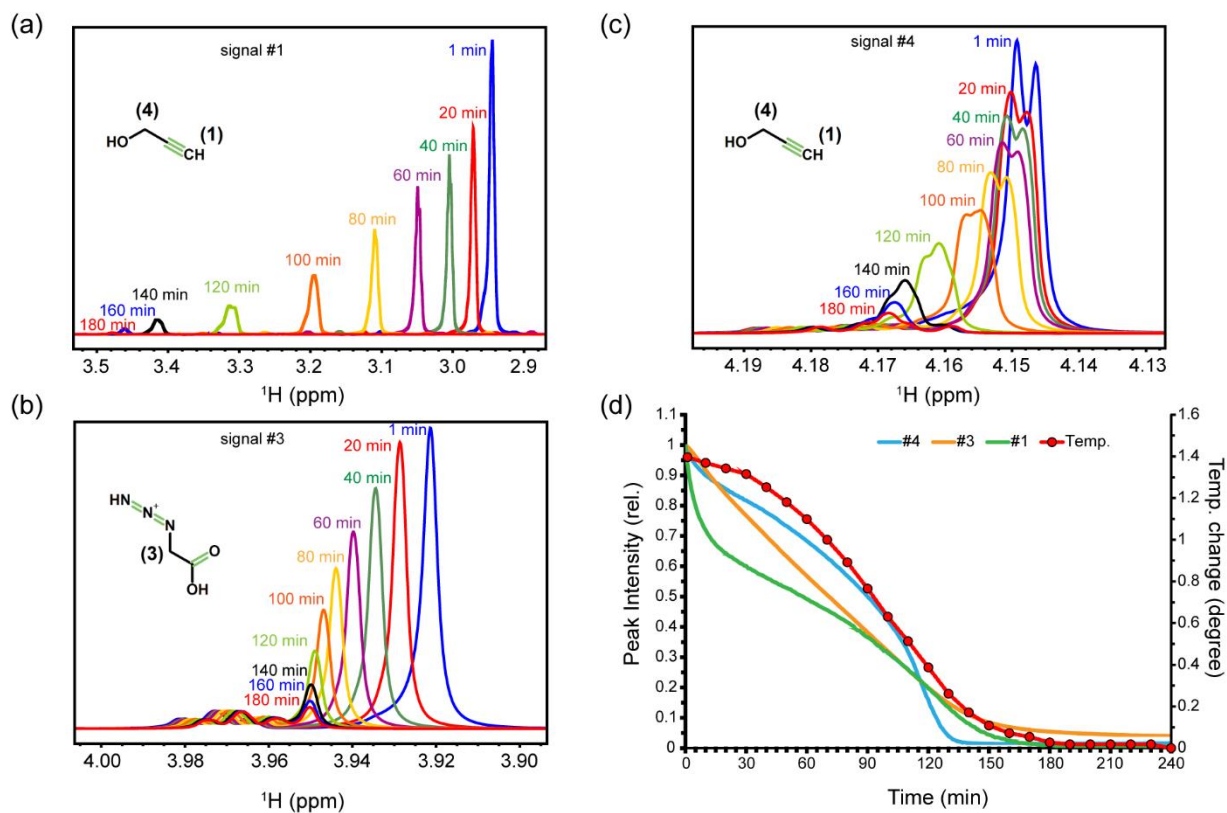 (a)
signal #1
1 min
20 min
40 min
60 min
80 min
100 min
120 min
140 min
160 min
180 min
(4)
(1)
HO
CH
3.5 3.4 3.3 3.2 3.1 3.0 2.9
¹H (ppm)
(c)
signal #4
1 min
20 min
40 min
60 min
80 min
100 min
120 min
140 min
160 min
180 min
(4)
(1)
HO
CH
4.19 4.18 4.17 4.16 4.15 4.14 4.13
¹H (ppm)
(b)
signal #3
1 min
20 min
40 min
60 min
80 min
100 min
120 min
140 min
160 min
180 min
HN
N⁺
N
(3)
O
OH
4.00 3.98 3.96 3.94 3.92 3.90
¹H (ppm)
(d)
#4 #3 #1 Temp.
Peak Intensity (rel.)
1.1
1
0.9
0.8
0.7
0.6
0.5
0.4
0.3
0.2
0.1
0
Temp. change (degree)
1.6
1.4
1.2
1
0.8
0.6
0.4
0.2
0
0 30 60 90 120 150 180 210 240
Time (min)